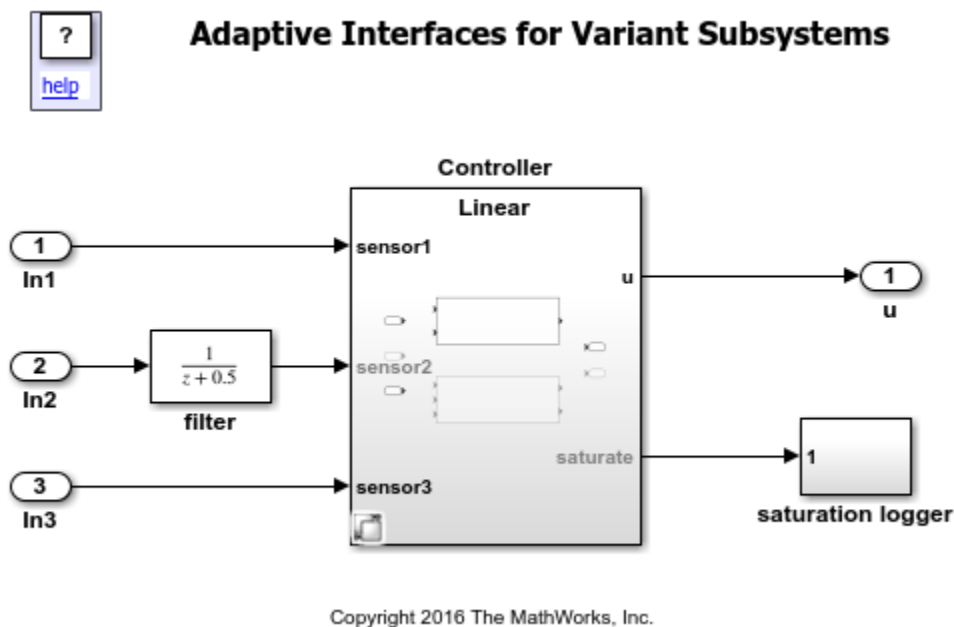 ?
help
Adaptive Interfaces for Variant Subsystems
Controller
Linear
1
In1
sensor1
u
1
u
2
In2
1
z + 0.5
filter
sensor2
saturate
1
saturation logger
3
In3
sensor3
Copyright 2016 The MathWorks, Inc.